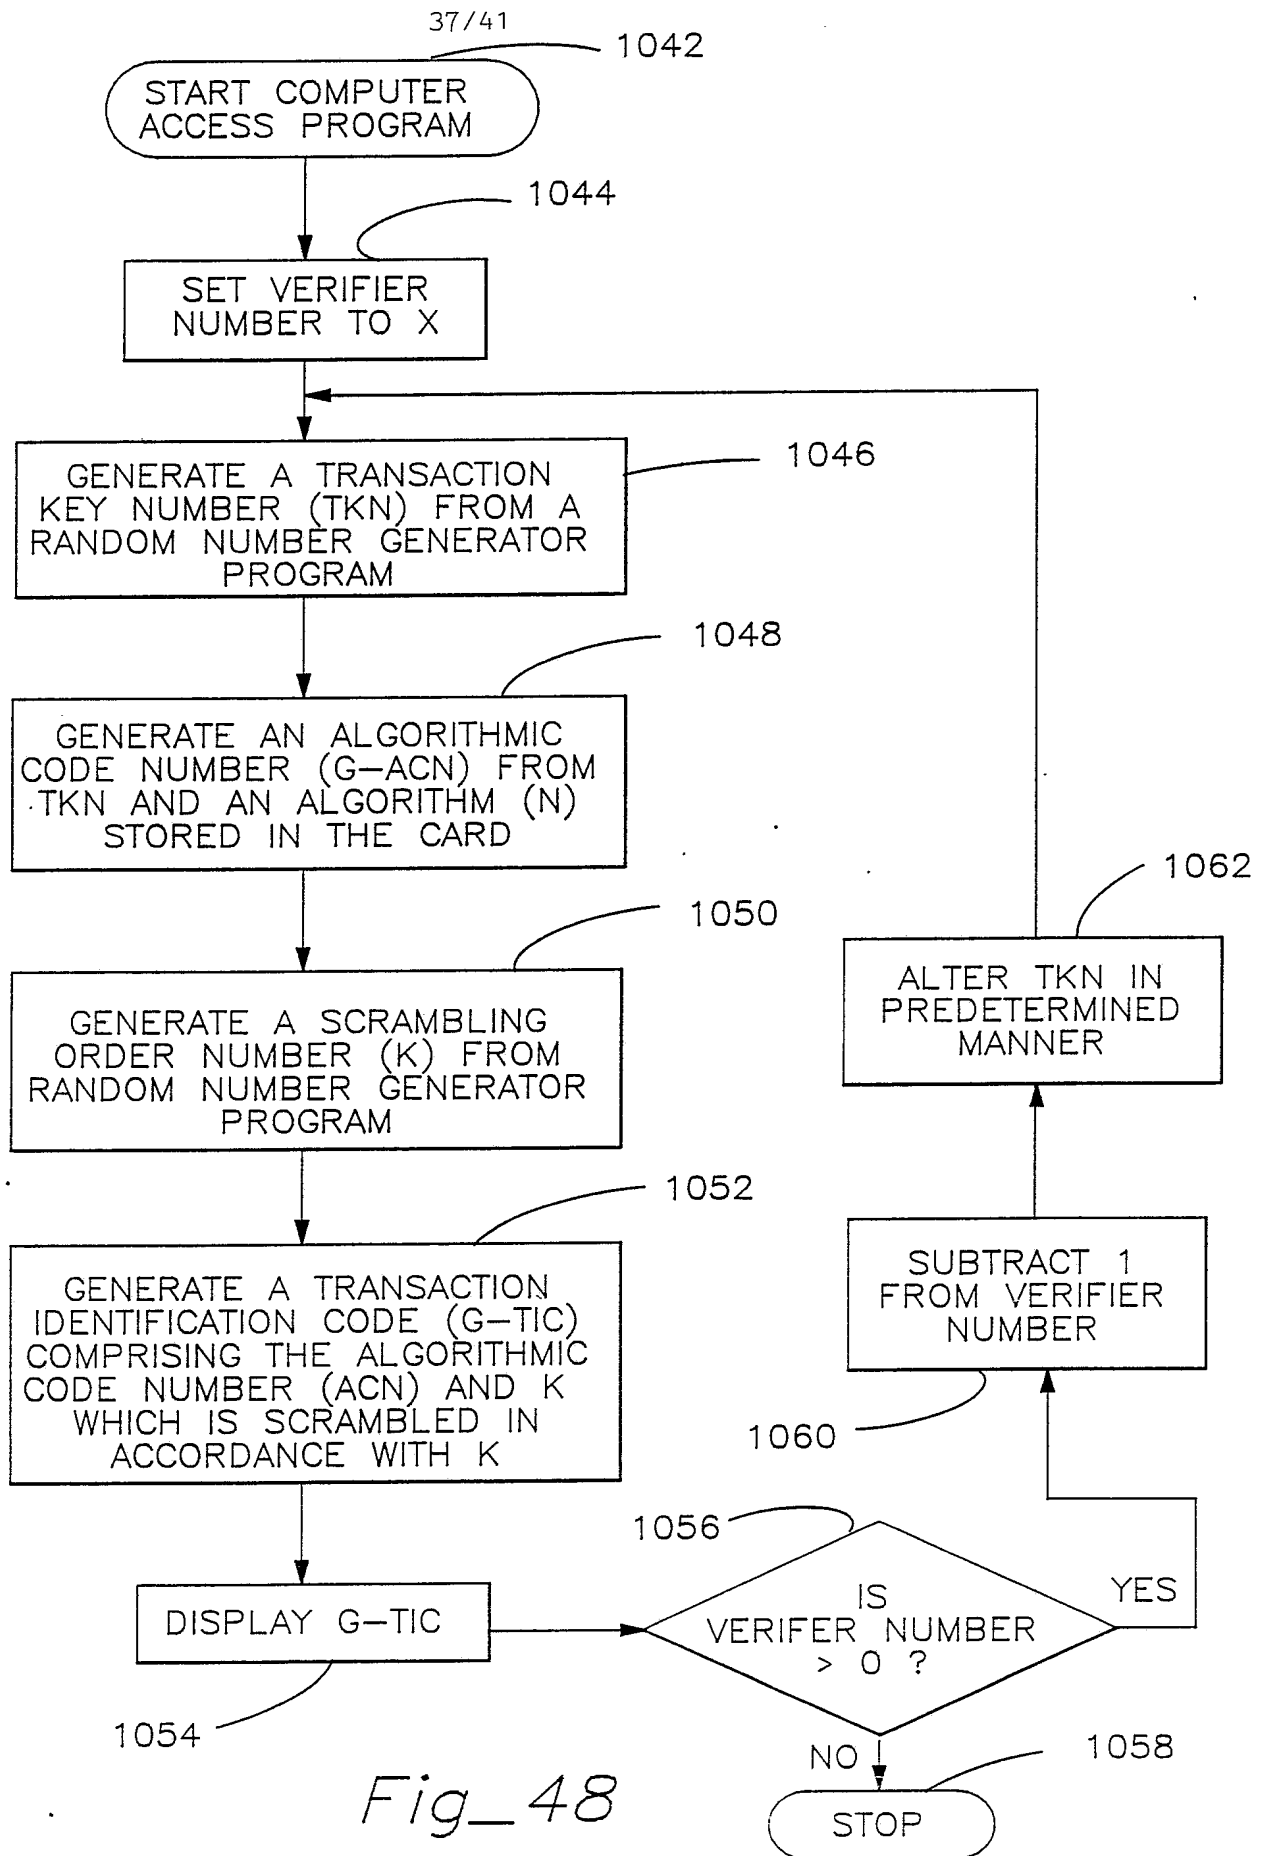 37/41
1042
START COMPUTER
ACCESS PROGRAM
1044
SET VERIFIER
NUMBER TO X
1046
GENERATE A TRANSACTION
KEY NUMBER (TKN) FROM A
RANDOM NUMBER GENERATOR
PROGRAM
1048
GENERATE AN ALGORITHMIC
CODE NUMBER (G-ACN) FROM
TKN AND AN ALGORITHM (N)
STORED IN THE CARD
1050
GENERATE A SCRAMBLING
ORDER NUMBER (K) FROM
RANDOM NUMBER GENERATOR
PROGRAM
1052
GENERATE A TRANSACTION
IDENTIFICATION CODE (G-TIC)
COMPRISING THE ALGORITHMIC
CODE NUMBER (ACN) AND K
WHICH IS SCRAMBLED IN
ACCORDANCE WITH K
DISPLAY G-TIC
1054
1056
IS
VERIFER NUMBER
> 0 ?
YES
NO
1058
STOP
1060
SUBTRACT 1
FROM VERIFIER
NUMBER
1062
ALTER TKN IN
PREDETERMINED
MANNER
Fig_48